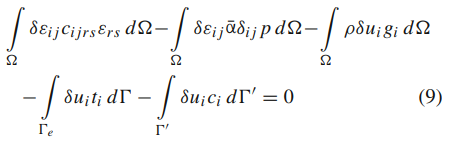 ∫_Ω δε_{ij} c_{ijrs} ε_{rs} dΩ − ∫_Ω δε_{ij} ᾱ δ_{ij} p dΩ − ∫_Ω ρδu_i g_i dΩ
− ∫_{Γ_e} δu_i t_i dΓ − ∫_{Γ′} δu_i c_i dΓ′ = 0 (9)